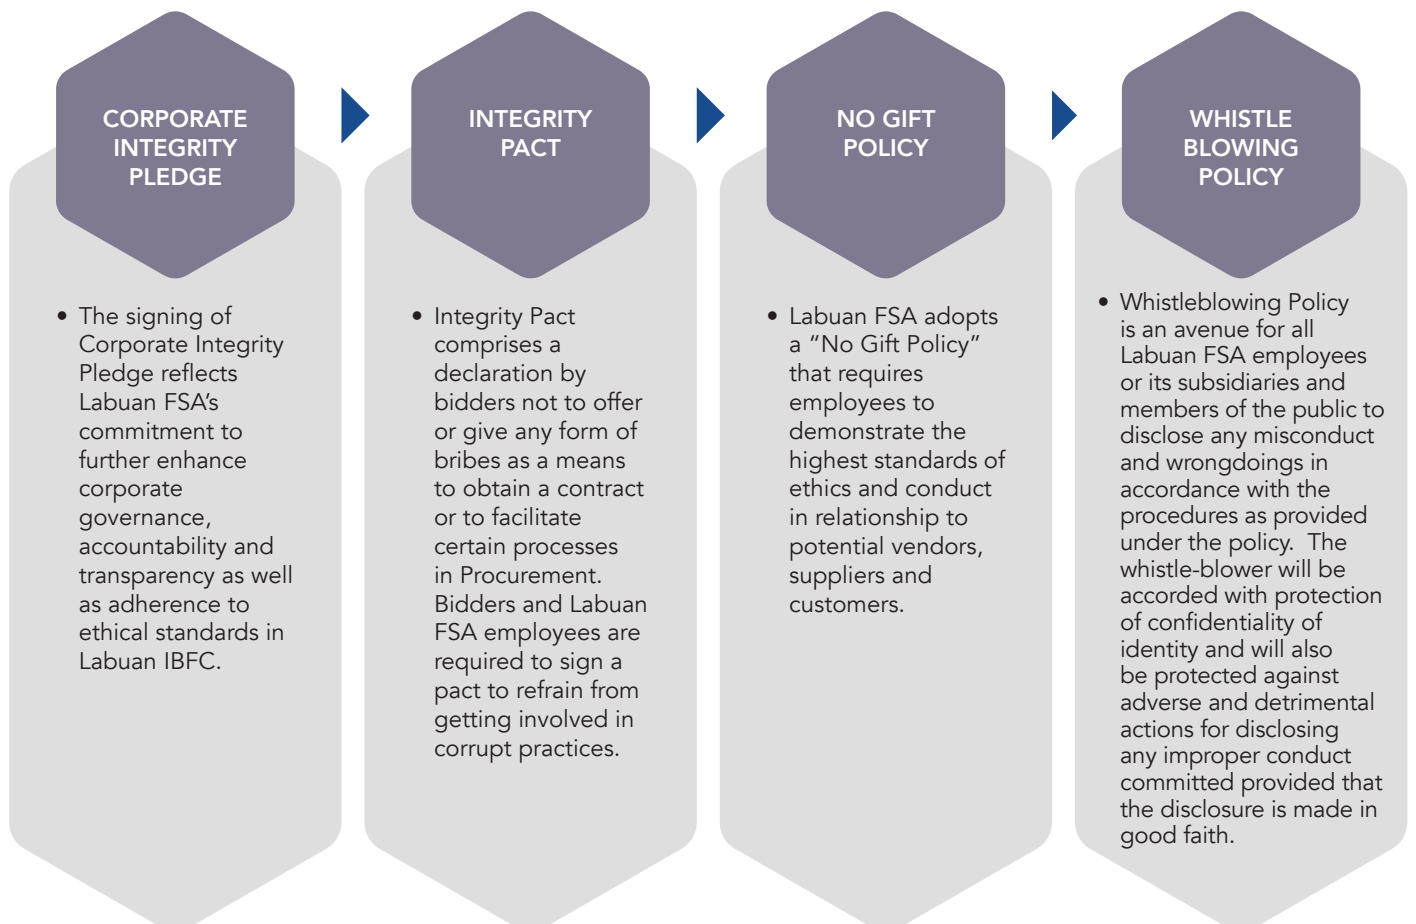 CORPORATE
INTEGRITY
PLEDGE
• The signing of
Corporate Integrity
Pledge reflects
Labuan FSA’s
commitment to
further enhance
corporate
governance,
accountability and
transparency as well
as adherence to
ethical standards in
Labuan IBFC.
INTEGRITY
PACT
• Integrity Pact
comprises a
declaration by
bidders not to offer
or give any form of
bribes as a means
to obtain a contract
or to facilitate
certain processes
in Procurement.
Bidders and Labuan
FSA employees are
required to sign a
pact to refrain from
getting involved in
corrupt practices.
NO GIFT
POLICY
• Labuan FSA adopts
a “No Gift Policy”
that requires
employees to
demonstrate the
highest standards of
ethics and conduct
in relationship to
potential vendors,
suppliers and
customers.
WHISTLE
BLOWING
POLICY
• Whistleblowing Policy
is an avenue for all
Labuan FSA employees
or its subsidiaries and
members of the public to
disclose any misconduct
and wrongdoings in
accordance with the
procedures as provided
under the policy.  The
whistle-blower will be
accorded with protection
of confidentiality of
identity and will also
be protected against
adverse and detrimental
actions for disclosing
any improper conduct
committed provided that
the disclosure is made in
good faith.